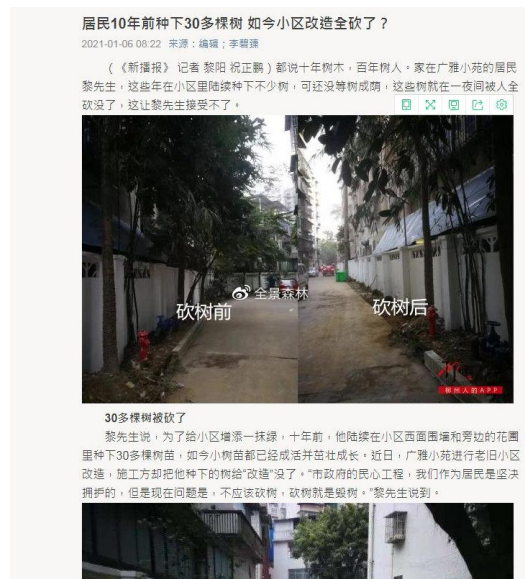 居民10年前种下30多棵树 如今小区改造全砍了？
2021-01-06 08:22 来源：编辑：李碧臻
（《新播报》 记者 黎阳 祝正鹏）都说十年树木，百年树人。家在广雅小苑的居民
黎先生，这些年在小区里陆续种下不少树，可还没等树成荫，这些树就在一夜间被人全
砍没了，这让黎先生接受不了。
砍树前
全景森林
砍树后
柳州人的APP
30多棵树被砍了
黎先生说，为了给小区增添一抹绿，十年前，他陆续在小区西面围墙和旁边的花圃
里种下30多棵树苗，如今小树苗都已经成活并茁壮成长。近日，广雅小苑进行老旧小区
改造，施工方却把他种下的树给“改造”没了。“市政府的民心工程，我们作为居民是坚决
拥护的，但是现在问题是，不应该砍树，砍树就是毁树。”黎先生说到。